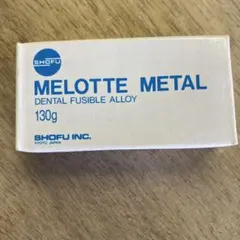 SHOFU
MELOTTE METAL
DENTAL FUSIBLE ALLOY
130g
SHOFU INC.
KYOTO JAPAN